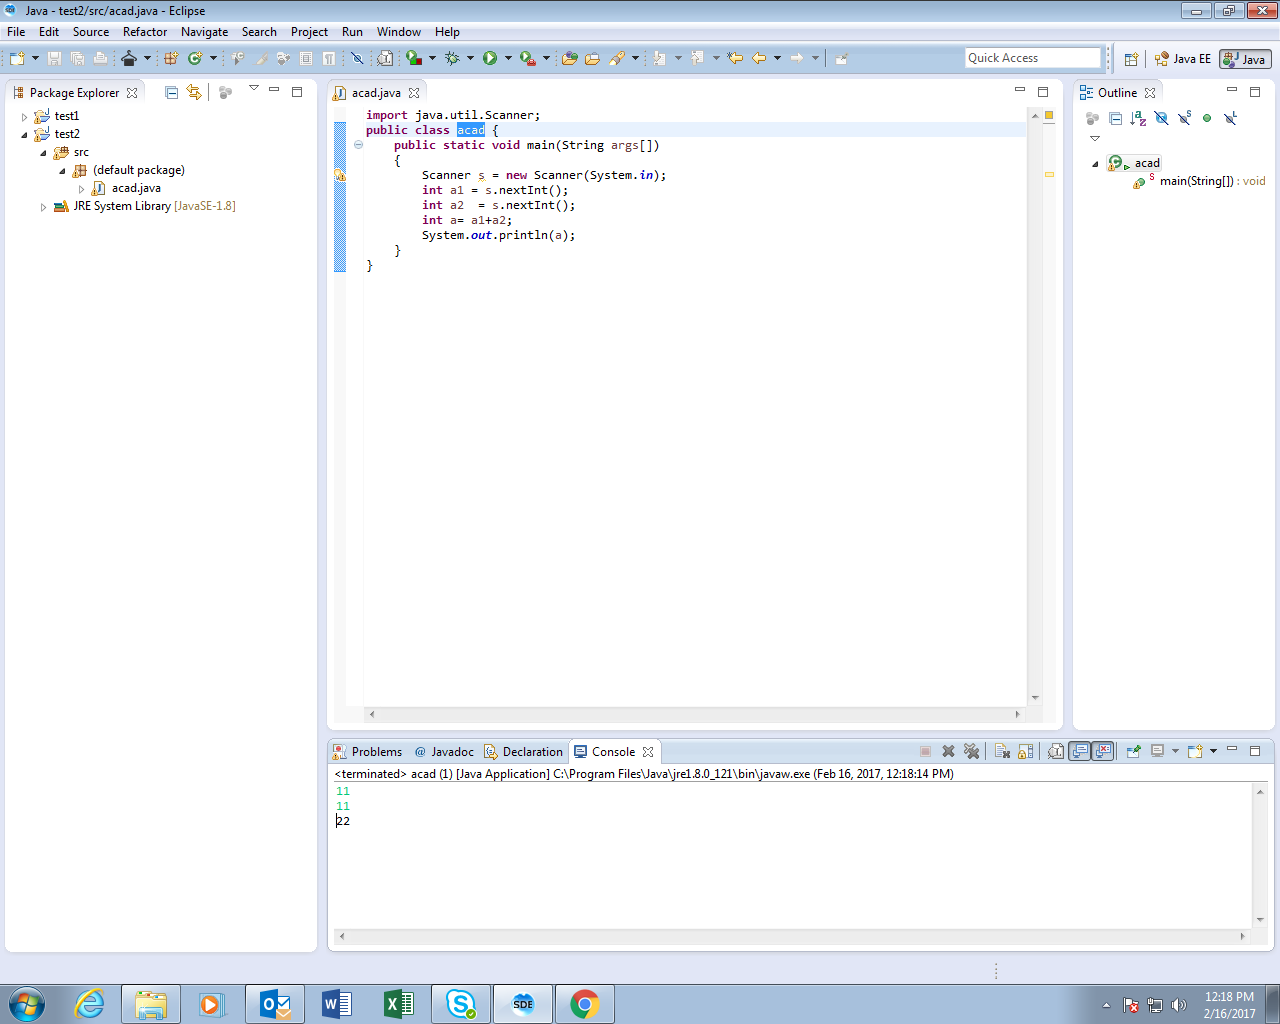 Java - test2/src/acad.java - Eclipse
File Edit Source Refactor Navigate Search Project Run Window Help
Quick Access
Java EE
Java
Package Explorer
test1
test2
src
(default package)
acad.java
JRE System Library [JavaSE-1.8]
acad.java
import java.util.Scanner;
public class acad {
public static void main(String args[])
{
Scanner s = new Scanner(System.in);
int a1 = s.nextInt();
int a2  = s.nextInt();
int a= a1+a2;
System.out.println(a);
}
}
Outline
acad
main(String[]) : void
Problems @ Javadoc Declaration Console
<terminated> acad (1) [Java Application] C:\Program Files\Java\jre1.8.0_121\bin\javaw.exe (Feb 16, 2017, 12:18:14 PM)
11
11
22
SDE
12:18 PM
2/16/2017